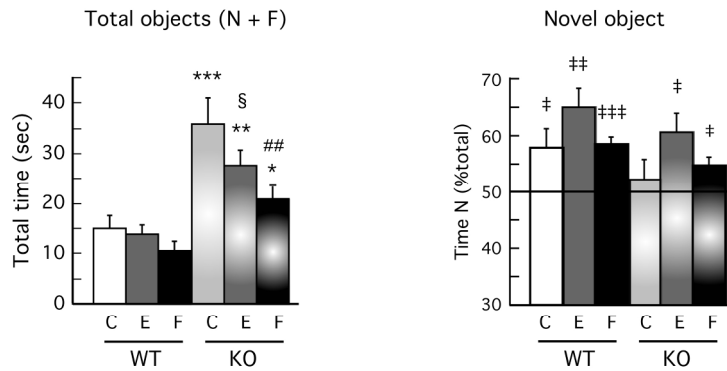 Total objects (N + F)
Total time (sec)
40
30
20
10
0
***
§
**
##
*
C E F C E F
WT KO
Novel object
Time N (%total)
70
60
50
40
30
‡
‡‡
‡‡‡
‡
‡
C E F C E F
WT KO